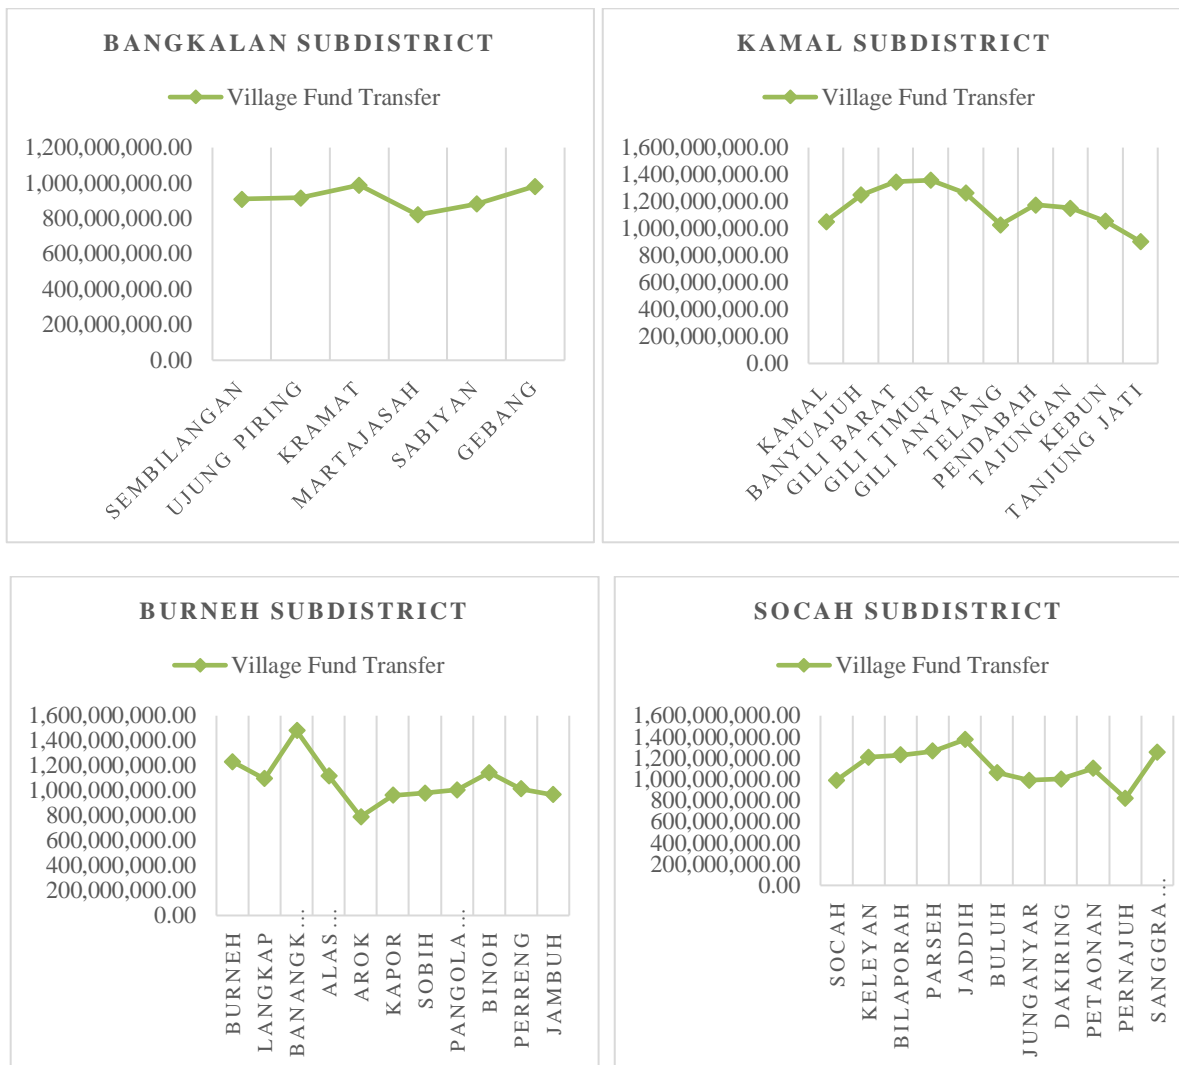 BANGKALAN SUBDISTRICT
Village Fund Transfer
1,200,000,000.00
1,000,000,000.00
800,000,000.00
600,000,000.00
400,000,000.00
200,000,000.00
0.00
SEMBILANGAN
UJUNG PIRING
KRAMAT
MARTAJASAH
SABIYAN
GEBANG
KAMAL SUBDISTRICT
Village Fund Transfer
1,600,000,000.00
1,400,000,000.00
1,200,000,000.00
1,000,000,000.00
800,000,000.00
600,000,000.00
400,000,000.00
200,000,000.00
0.00
KAMAL
BANYUAJUH
GILI BARAT
GILI TIMUR
GILI ANYAR
TELANG
PENDABAH
TAJUNGAN
KEBUN
TANJUNG JATI
BURNEH SUBDISTRICT
Village Fund Transfer
1,600,000,000.00
1,400,000,000.00
1,200,000,000.00
1,000,000,000.00
800,000,000.00
600,000,000.00
400,000,000.00
200,000,000.00
0.00
BURNEH
LANGKAP
BANANGK…
ALAS…
AROK
KAPOR
SOBIH
PANGOLA…
BINOH
PERRENG
JAMBUH
SOCAH SUBDISTRICT
Village Fund Transfer
1,600,000,000.00
1,400,000,000.00
1,200,000,000.00
1,000,000,000.00
800,000,000.00
600,000,000.00
400,000,000.00
200,000,000.00
0.00
SOCAH
KELEYAN
BILAPORAH
PARSEH
JADDIH
BULUH
JUNGANYAR
DAKIRING
PETAONAN
PERNAJUH
SANGGRA…